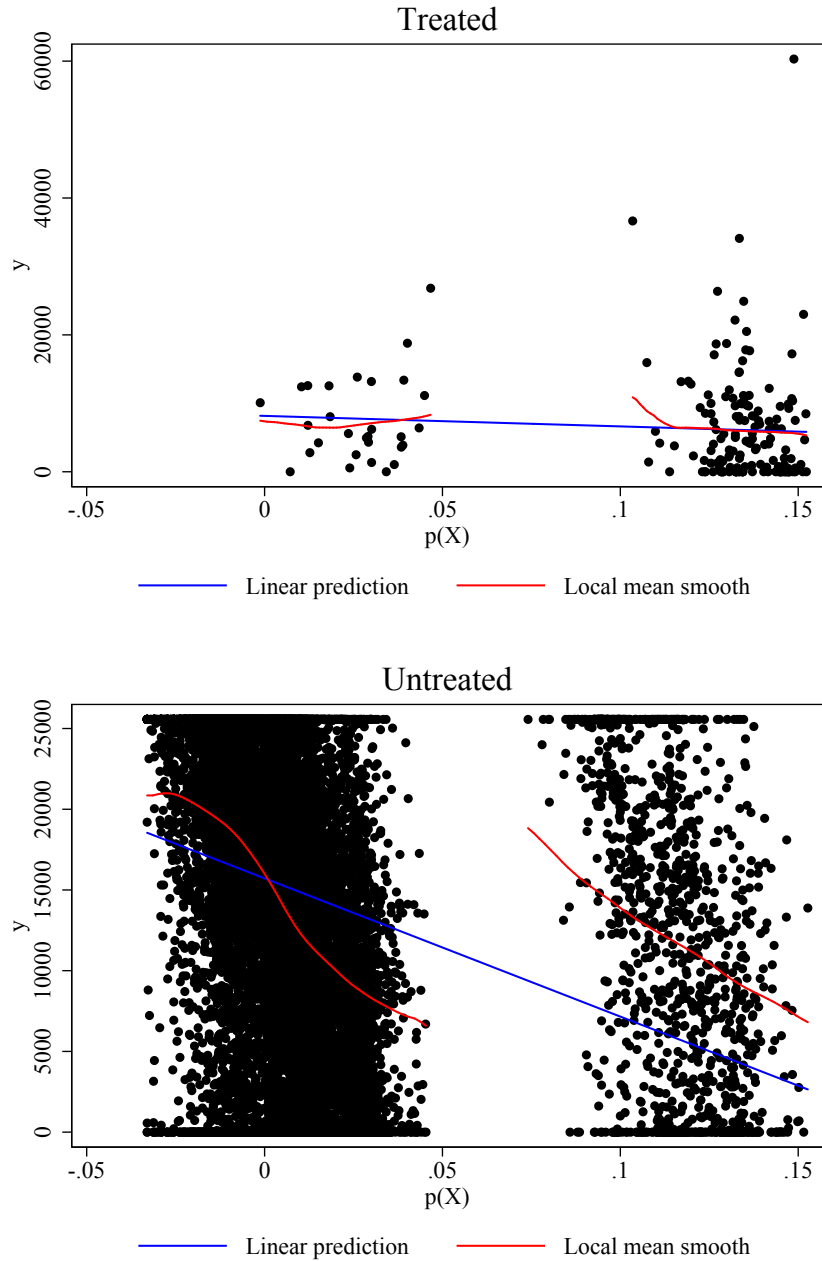 Treated
60000
40000
20000
0
y
-.05 0 .05 .1 .15
p(X)
Linear prediction Local mean smooth
Untreated
25000
20000
15000
10000
5000
0
y
-.05 0 .05 .1 .15
p(X)
Linear prediction Local mean smooth